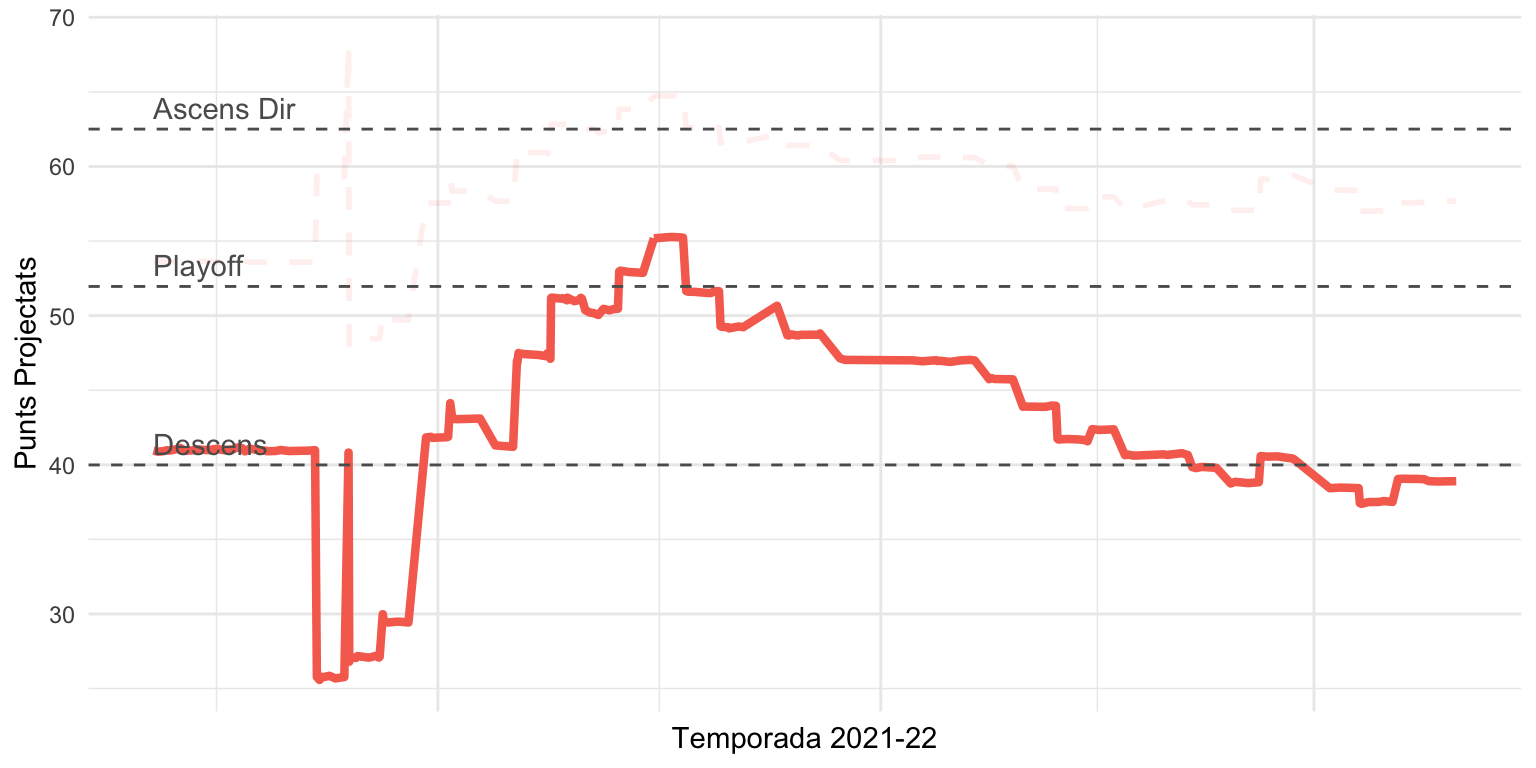 70
Ascens Dir
60
Playoff
50
Descens
40
30
Punts Projectats
Temporada 2021-22